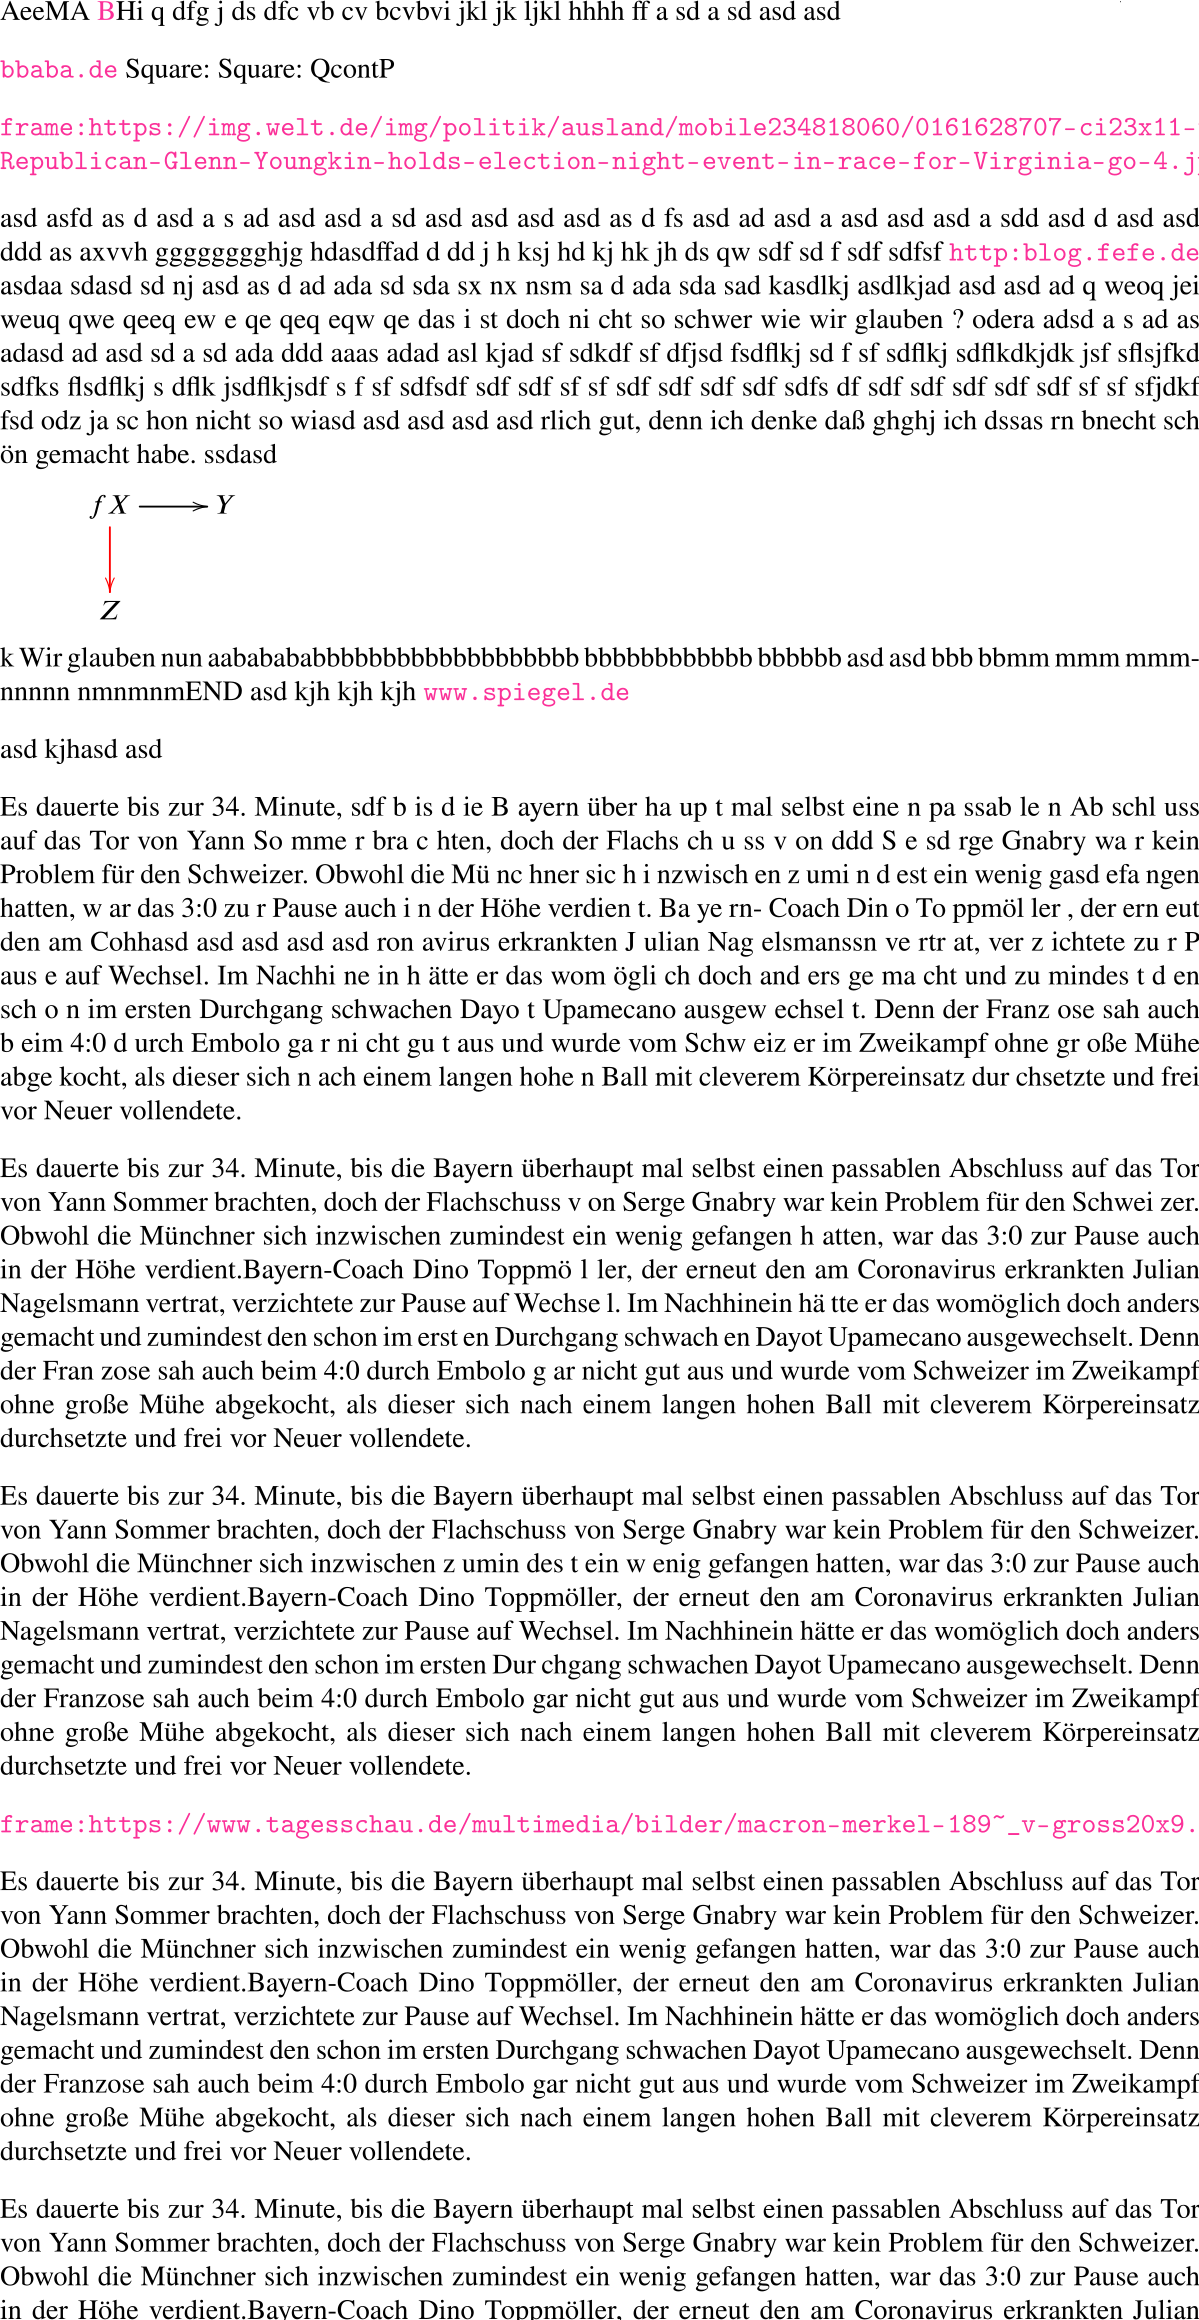 AeeMA BHi q dfg j ds dfc vb cv bcvbvi jkl jk ljkl hhhh ff a sd a sd asd asd
bbaba.de Square: Square: QcontP
frame:https://img.welt.de/img/politik/ausland/mobile234818060/0161628707-ci23x11-
Republican-Glenn-Youngkin-holds-election-night-event-in-race-for-Virginia-go-4.j
asd asfd as d asd a s ad asd asd a sd asd asd asd asd as d fs asd ad asd a asd asd asd a sdd asd d asd asd
ddd as axvvh ggggggggghjg hdasdffad d dd j h ksj hd kj hk jh ds qw sdf sd f sdf sdfsf http:blog.fefe.de
asdaa sdasd sd nj asd as d ad ada sd sda sx nx nsm sa d ada sda sad kasdlkj asdlkjad asd asd ad q weoq jei
weuq qwe qeeq ew e qe qeq eqw qe das i st doch ni cht so schwer wie wir glauben ? odera adsd a s ad as
adasd ad asd sd a sd ada ddd aaas adad asl kjad sf sdkdf sf dfjsd fsdflkj sd f sf sdflkj sdflkdkjdk jsf sflsjfkd
sdfks flsdflkj s dflk jsdflkjsdf s f sf sdfsdf sdf sdf sf sf sdf sdf sdf sdf sdfs df sdf sdf sdf sdf sdf sf sf sfjdkf
fsd odz ja sc hon nicht so wiasd asd asd asd asd rlich gut, denn ich denke daß ghghj ich dssas rn bnecht sch
ön gemacht habe. ssdasd
f X Y
Z
k Wir glauben nun aababababbbbbbbbbbbbbbbbbbb bbbbbbbbbbbb bbbbbb asd asd bbb bbmm mmm mmm-
nnnnn nmnmnmEND asd kjh kjh kjh www.spiegel.de
asd kjhasd asd
Es dauerte bis zur 34. Minute, sdf b is d ie B ayern über ha up t mal selbst eine n pa ssab le n Ab schl uss
auf das Tor von Yann So mme r bra c hten, doch der Flachs ch u ss v on ddd S e sd rge Gnabry wa r kein
Problem für den Schweizer. Obwohl die Mü nc hner sic h i nzwisch en z umi n d est ein wenig gasd efa ngen
hatten, w ar das 3:0 zu r Pause auch i n der Höhe verdien t. Ba ye rn- Coach Din o To ppmöl ler , der ern eut
den am Cohhasd asd asd asd asd ron avirus erkrankten J ulian Nag elsmanssn ve rtr at, ver z ichtete zu r P
aus e auf Wechsel. Im Nachhi ne in h ätte er das wom ögli ch doch and ers ge ma cht und zu mindes t d en
sch o n im ersten Durchgang schwachen Dayo t Upamecano ausgew echsel t. Denn der Franz ose sah auch
b eim 4:0 d urch Embolo ga r ni cht gu t aus und wurde vom Schw eiz er im Zweikampf ohne gr oße Mühe
abge kocht, als dieser sich n ach einem langen hohe n Ball mit cleverem Körpereinsatz dur chsetzte und frei
vor Neuer vollendete.
Es dauerte bis zur 34. Minute, bis die Bayern überhaupt mal selbst einen passablen Abschluss auf das Tor
von Yann Sommer brachten, doch der Flachschuss v on Serge Gnabry war kein Problem für den Schwei zer.
Obwohl die Münchner sich inzwischen zumindest ein wenig gefangen h atten, war das 3:0 zur Pause auch
in der Höhe verdient.Bayern-Coach Dino Toppmö l ler, der erneut den am Coronavirus erkrankten Julian
Nagelsmann vertrat, verzichtete zur Pause auf Wechse l. Im Nachhinein hä tte er das womöglich doch anders
gemacht und zumindest den schon im erst en Durchgang schwach en Dayot Upamecano ausgewechselt. Denn
der Fran zose sah auch beim 4:0 durch Embolo g ar nicht gut aus und wurde vom Schweizer im Zweikampf
ohne große Mühe abgekocht, als dieser sich nach einem langen hohen Ball mit cleverem Körpereinsatz
durchsetzte und frei vor Neuer vollendete.
Es dauerte bis zur 34. Minute, bis die Bayern überhaupt mal selbst einen passablen Abschluss auf das Tor
von Yann Sommer brachten, doch der Flachschuss von Serge Gnabry war kein Problem für den Schweizer.
Obwohl die Münchner sich inzwischen z umin des t ein w enig gefangen hatten, war das 3:0 zur Pause auch
in der Höhe verdient.Bayern-Coach Dino Toppmöller, der erneut den am Coronavirus erkrankten Julian
Nagelsmann vertrat, verzichtete zur Pause auf Wechsel. Im Nachhinein hätte er das womöglich doch anders
gemacht und zumindest den schon im ersten Dur chgang schwachen Dayot Upamecano ausgewechselt. Denn
der Franzose sah auch beim 4:0 durch Embolo gar nicht gut aus und wurde vom Schweizer im Zweikampf
ohne große Mühe abgekocht, als dieser sich nach einem langen hohen Ball mit cleverem Körpereinsatz
durchsetzte und frei vor Neuer vollendete.
frame:https://www.tagesschau.de/multimedia/bilder/macron-merkel-189~_v-gross20x9.
Es dauerte bis zur 34. Minute, bis die Bayern überhaupt mal selbst einen passablen Abschluss auf das Tor
von Yann Sommer brachten, doch der Flachschuss von Serge Gnabry war kein Problem für den Schweizer.
Obwohl die Münchner sich inzwischen zumindest ein wenig gefangen hatten, war das 3:0 zur Pause auch
in der Höhe verdient.Bayern-Coach Dino Toppmöller, der erneut den am Coronavirus erkrankten Julian
Nagelsmann vertrat, verzichtete zur Pause auf Wechsel. Im Nachhinein hätte er das womöglich doch anders
gemacht und zumindest den schon im ersten Durchgang schwachen Dayot Upamecano ausgewechselt. Denn
der Franzose sah auch beim 4:0 durch Embolo gar nicht gut aus und wurde vom Schweizer im Zweikampf
ohne große Mühe abgekocht, als dieser sich nach einem langen hohen Ball mit cleverem Körpereinsatz
durchsetzte und frei vor Neuer vollendete.
Es dauerte bis zur 34. Minute, bis die Bayern überhaupt mal selbst einen passablen Abschluss auf das Tor
von Yann Sommer brachten, doch der Flachschuss von Serge Gnabry war kein Problem für den Schweizer.
Obwohl die Münchner sich inzwischen zumindest ein wenig gefangen hatten, war das 3:0 zur Pause auch
in der Höhe verdient.Bayern-Coach Dino Toppmöller, der erneut den am Coronavirus erkrankten Julian